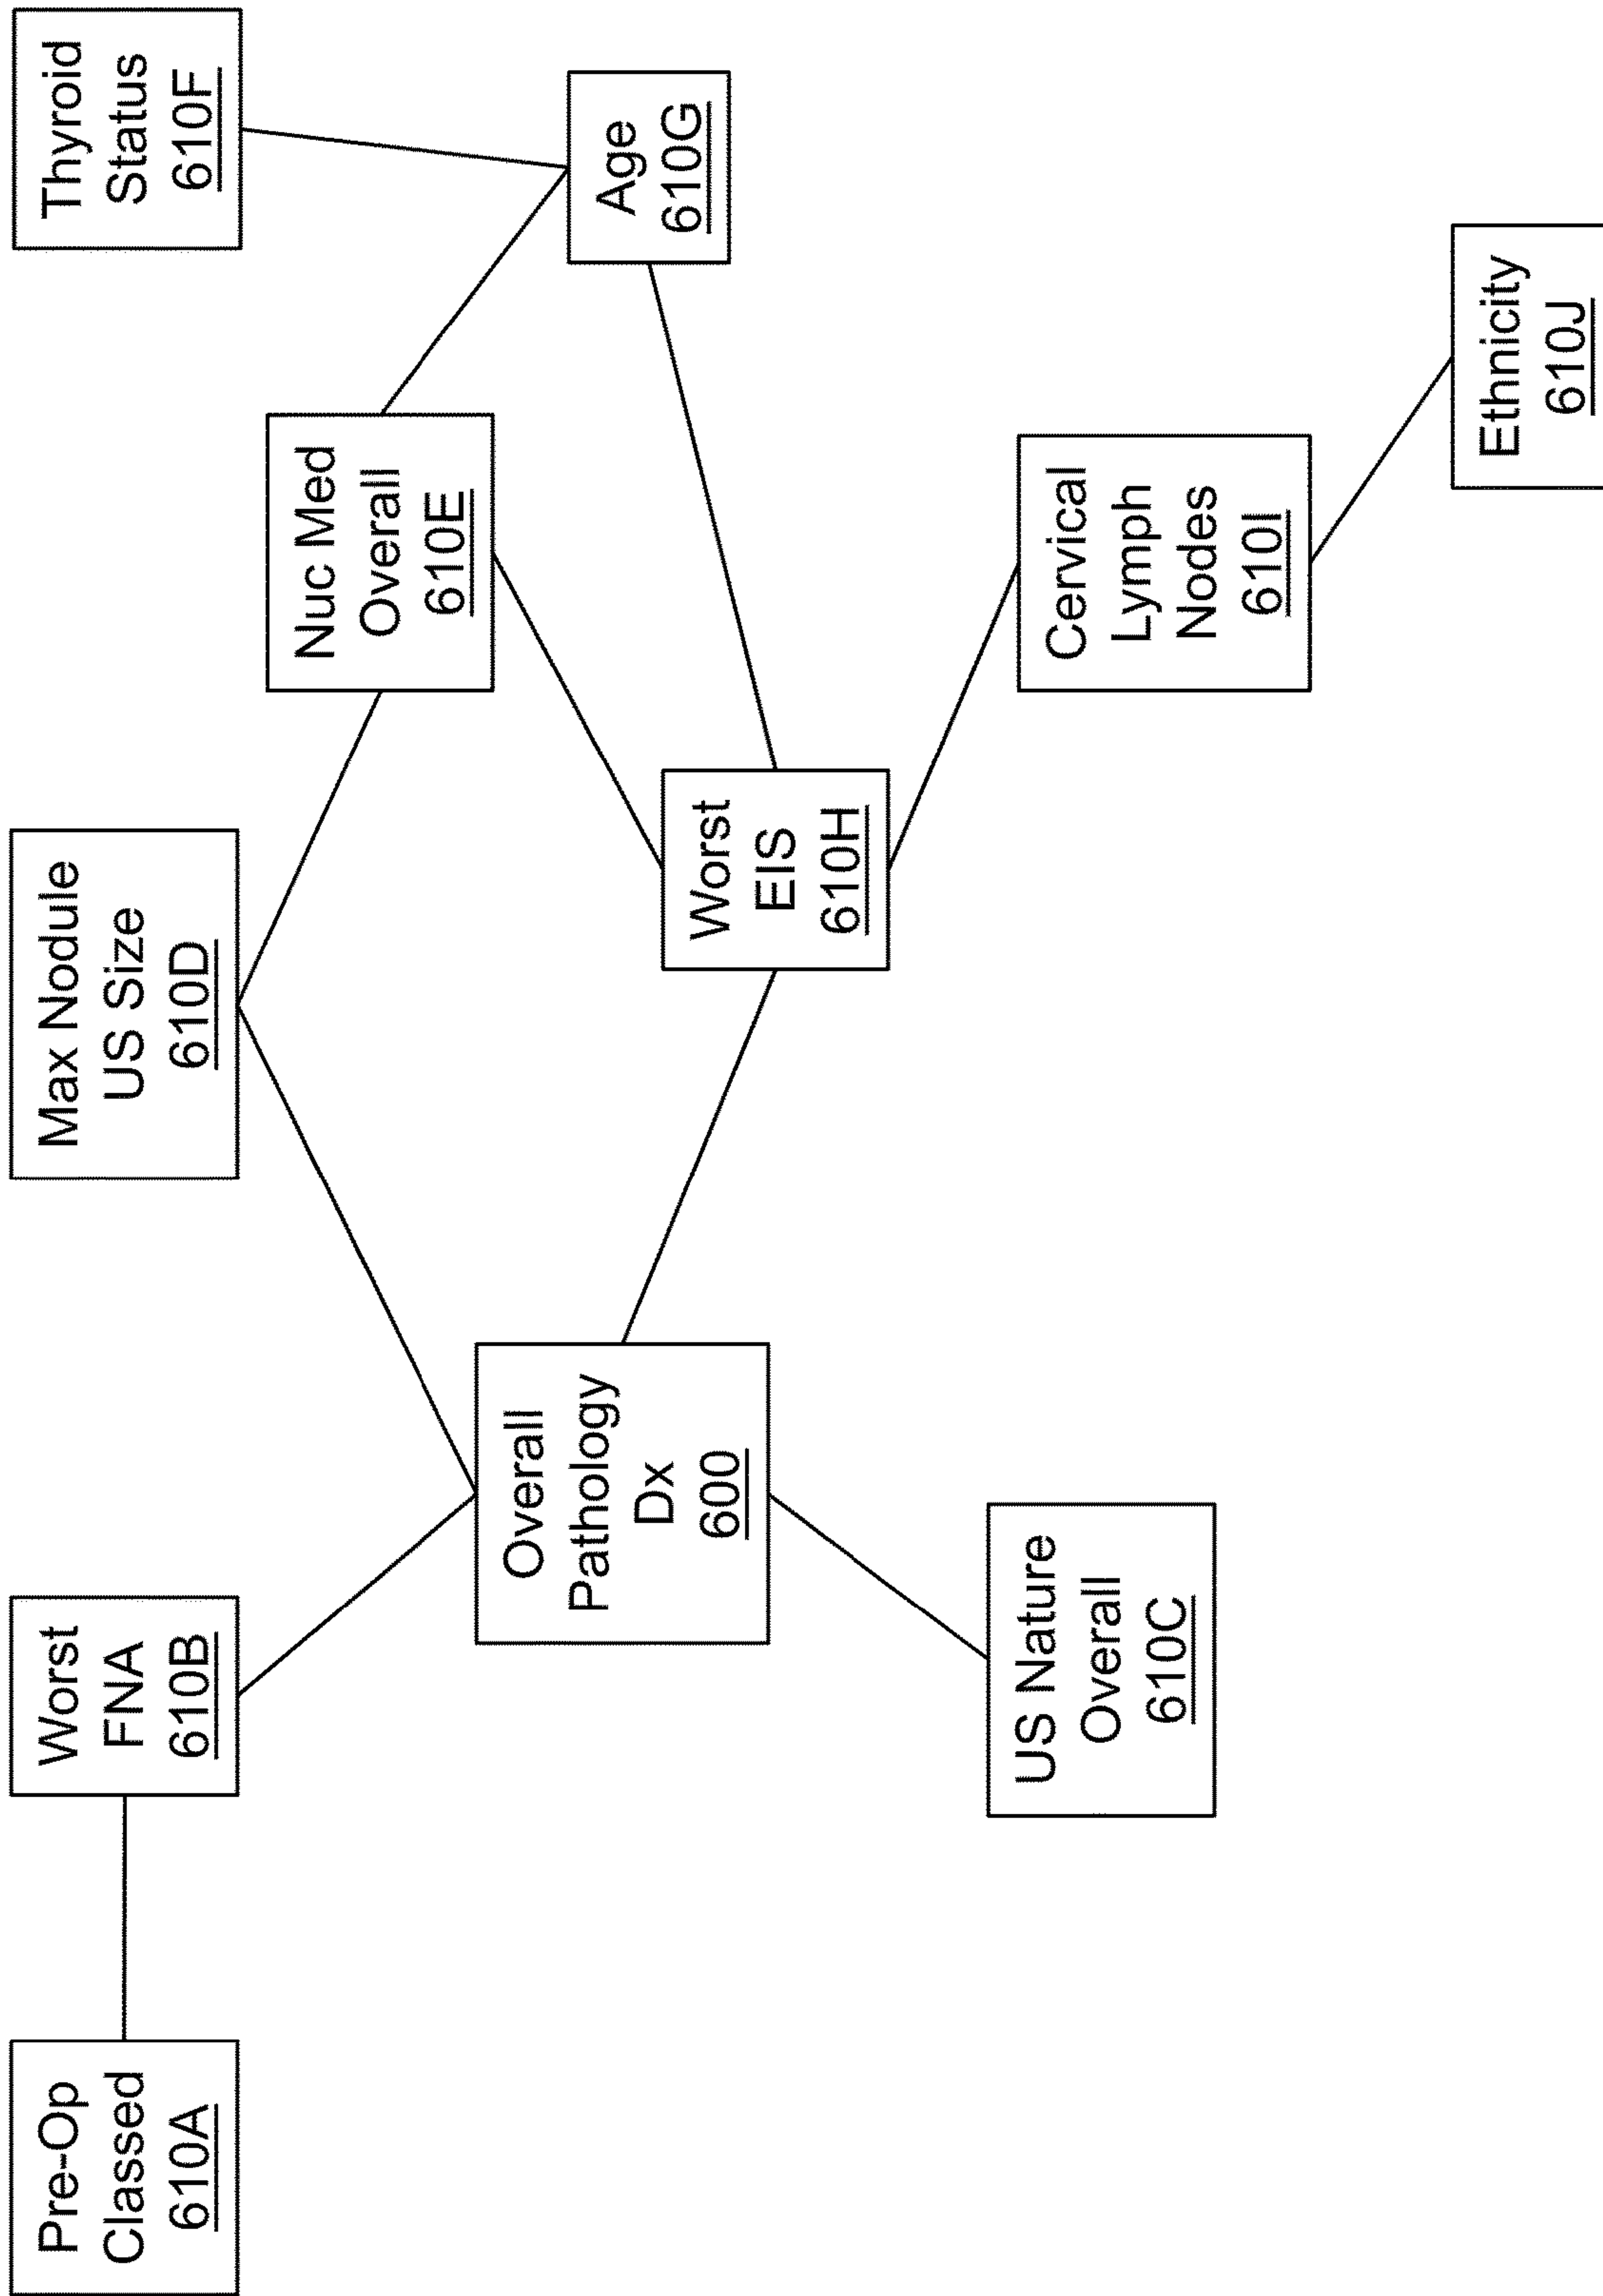 Pre-Op
Classed
610A
Worst
FNA
610B
Max Nodule
US Size
610D
Thyroid
Status
610F
Nuc Med
Overall
610E
Overall
Pathology
Dx
600
Age
610G
Worst
EIS
610H
US Nature
Overall
610C
Cervical
Lymph
Nodes
610I
Ethnicity
610J